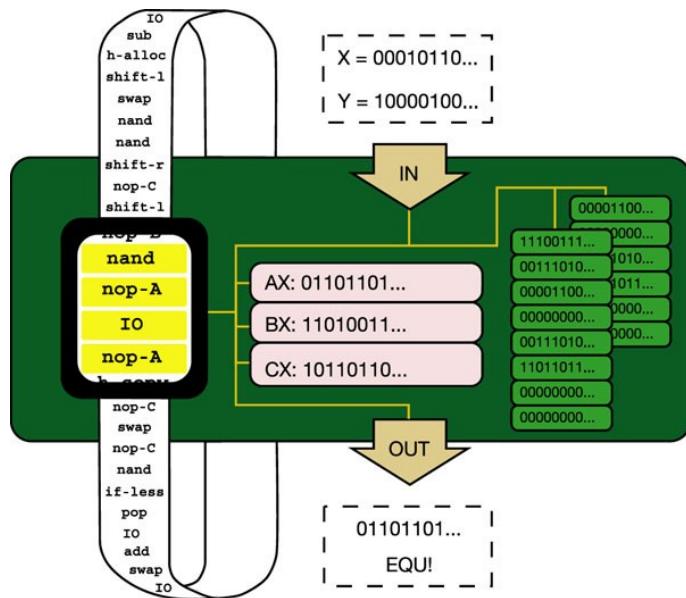 IO
sub
h-alloc
shift-l
swap
nand
nand
shift-r
nop-C
shift-l
nand
nop-A
IO
nop-A
nop-C
swap
nop-C
nand
if-less
pop
IO
add
swap
IO
X = 00010110...
Y = 10000100...
IN
AX: 01101101...
BX: 11010011...
CX: 10110110...
OUT
01101101...
EQU!
11100111...
00111010...
00001100...
00000000...
00111010...
11011011...
00000000...
00000000...
00001100...